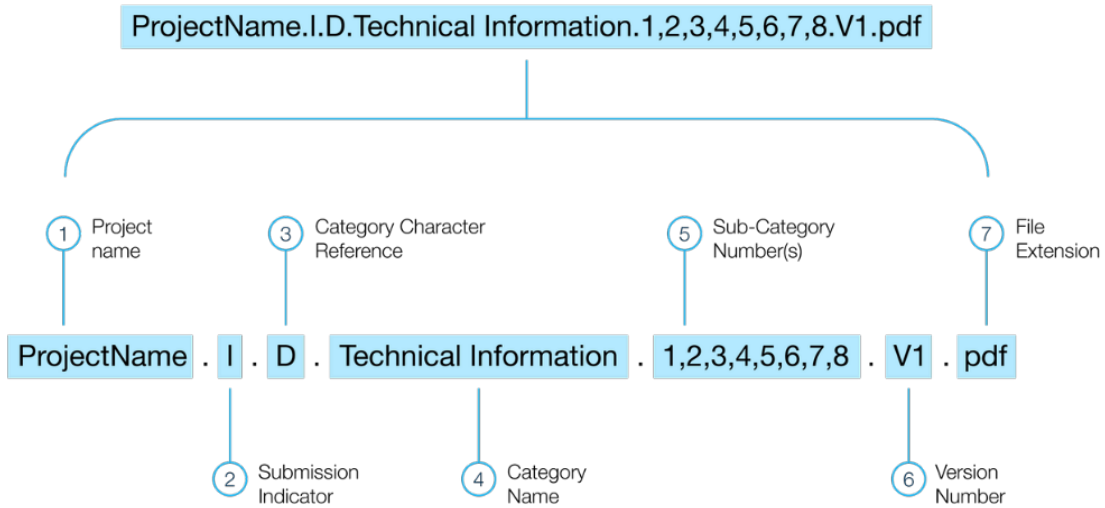 ProjectName.I.D.Technical Information.1,2,3,4,5,6,7,8.V1.pdf
1 Project
name
3 Category Character
Reference
5 Sub-Category
Number(s)
7 File
Extension
ProjectName . I . D . Technical Information . 1,2,3,4,5,6,7,8 . V1 . pdf
2 Submission
Indicator
4 Category
Name
6 Version
Number